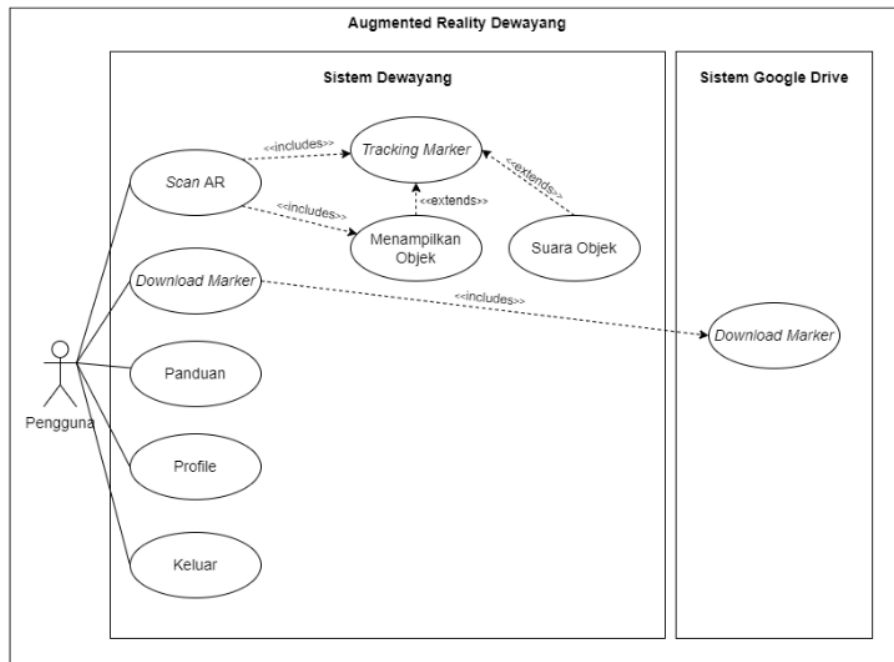 Augmented Reality Dewayang
Sistem Dewayang
Sistem Google Drive
<<includes>>
Tracking Marker
<<extends>>
Scan AR
<<includes>>
<<extends>>
Menampilkan
Objek
Suara Objek
Download Marker
<<includes>>
Download Marker
Panduan
Pengguna
Profile
Keluar